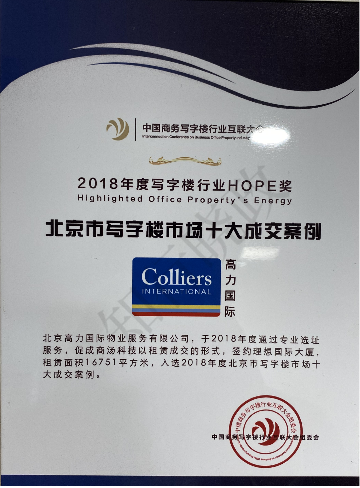 中国商务写字楼行业互联大会
2018年度写字楼行业HOPE奖
Highlighted Office Property's Energy
北京市写字楼市场十大成交案例
Colliers
INTERNATIONAL
高力国际
北京高力国际物业服务有限公司，于2018年度通过专业选址
服务，促成商汤科技以租赁成交的形式，签约理想国际大厦，
租赁面积16751平方米，入选2018年度北京市写字楼市场十
大成交案例。
中国商务写字楼行业互联大会组委会